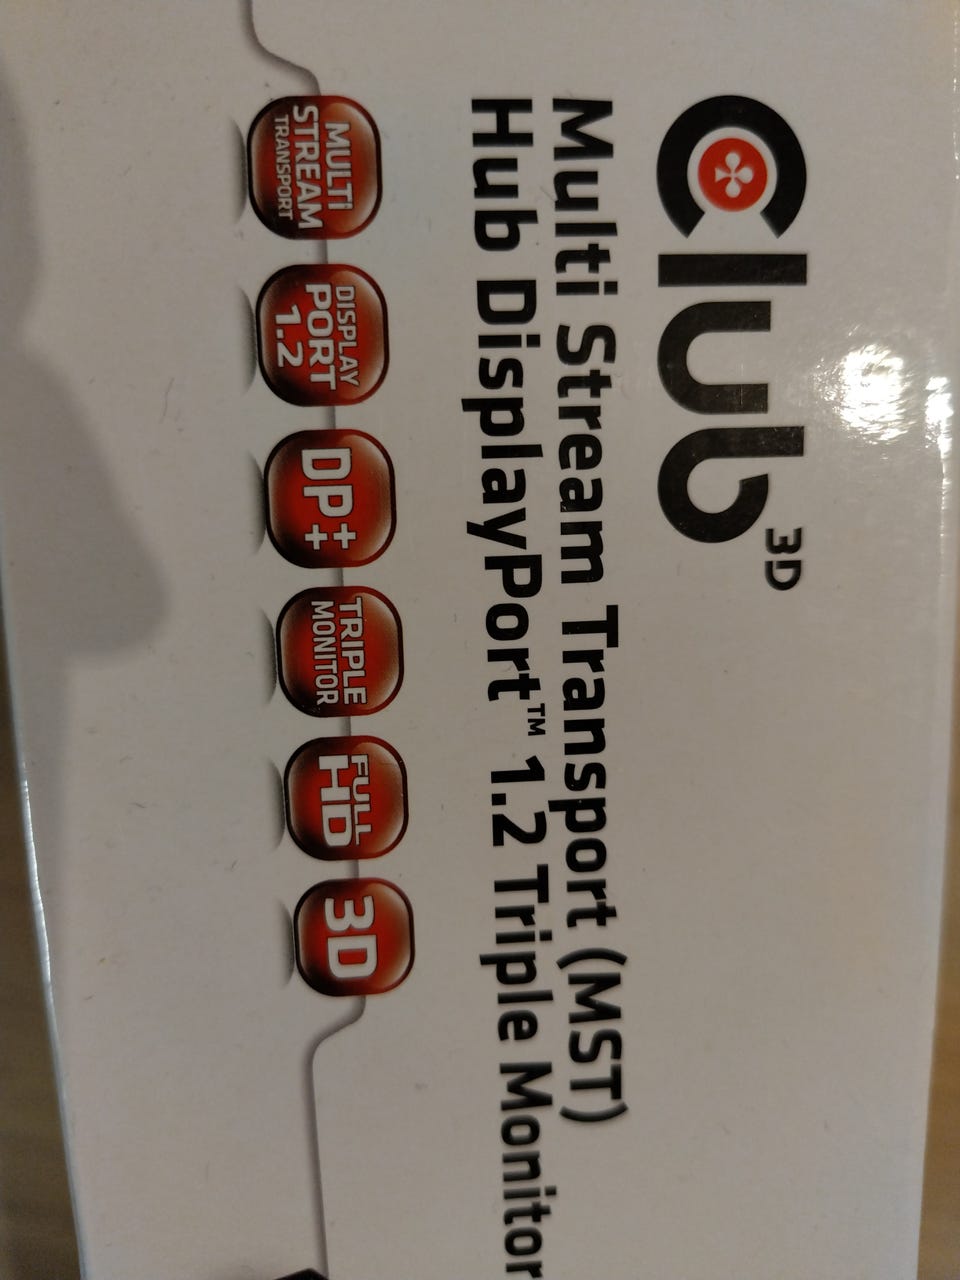 Club 3D
Multi Stream Transport (MST)
Hub DisplayPort™ 1.2 Triple Monitor
MULTI
STREAM
TRANSPORT
DISPLAY
PORT
1.2
DP++
TRIPLE
MONITOR
FULL
HD
3D